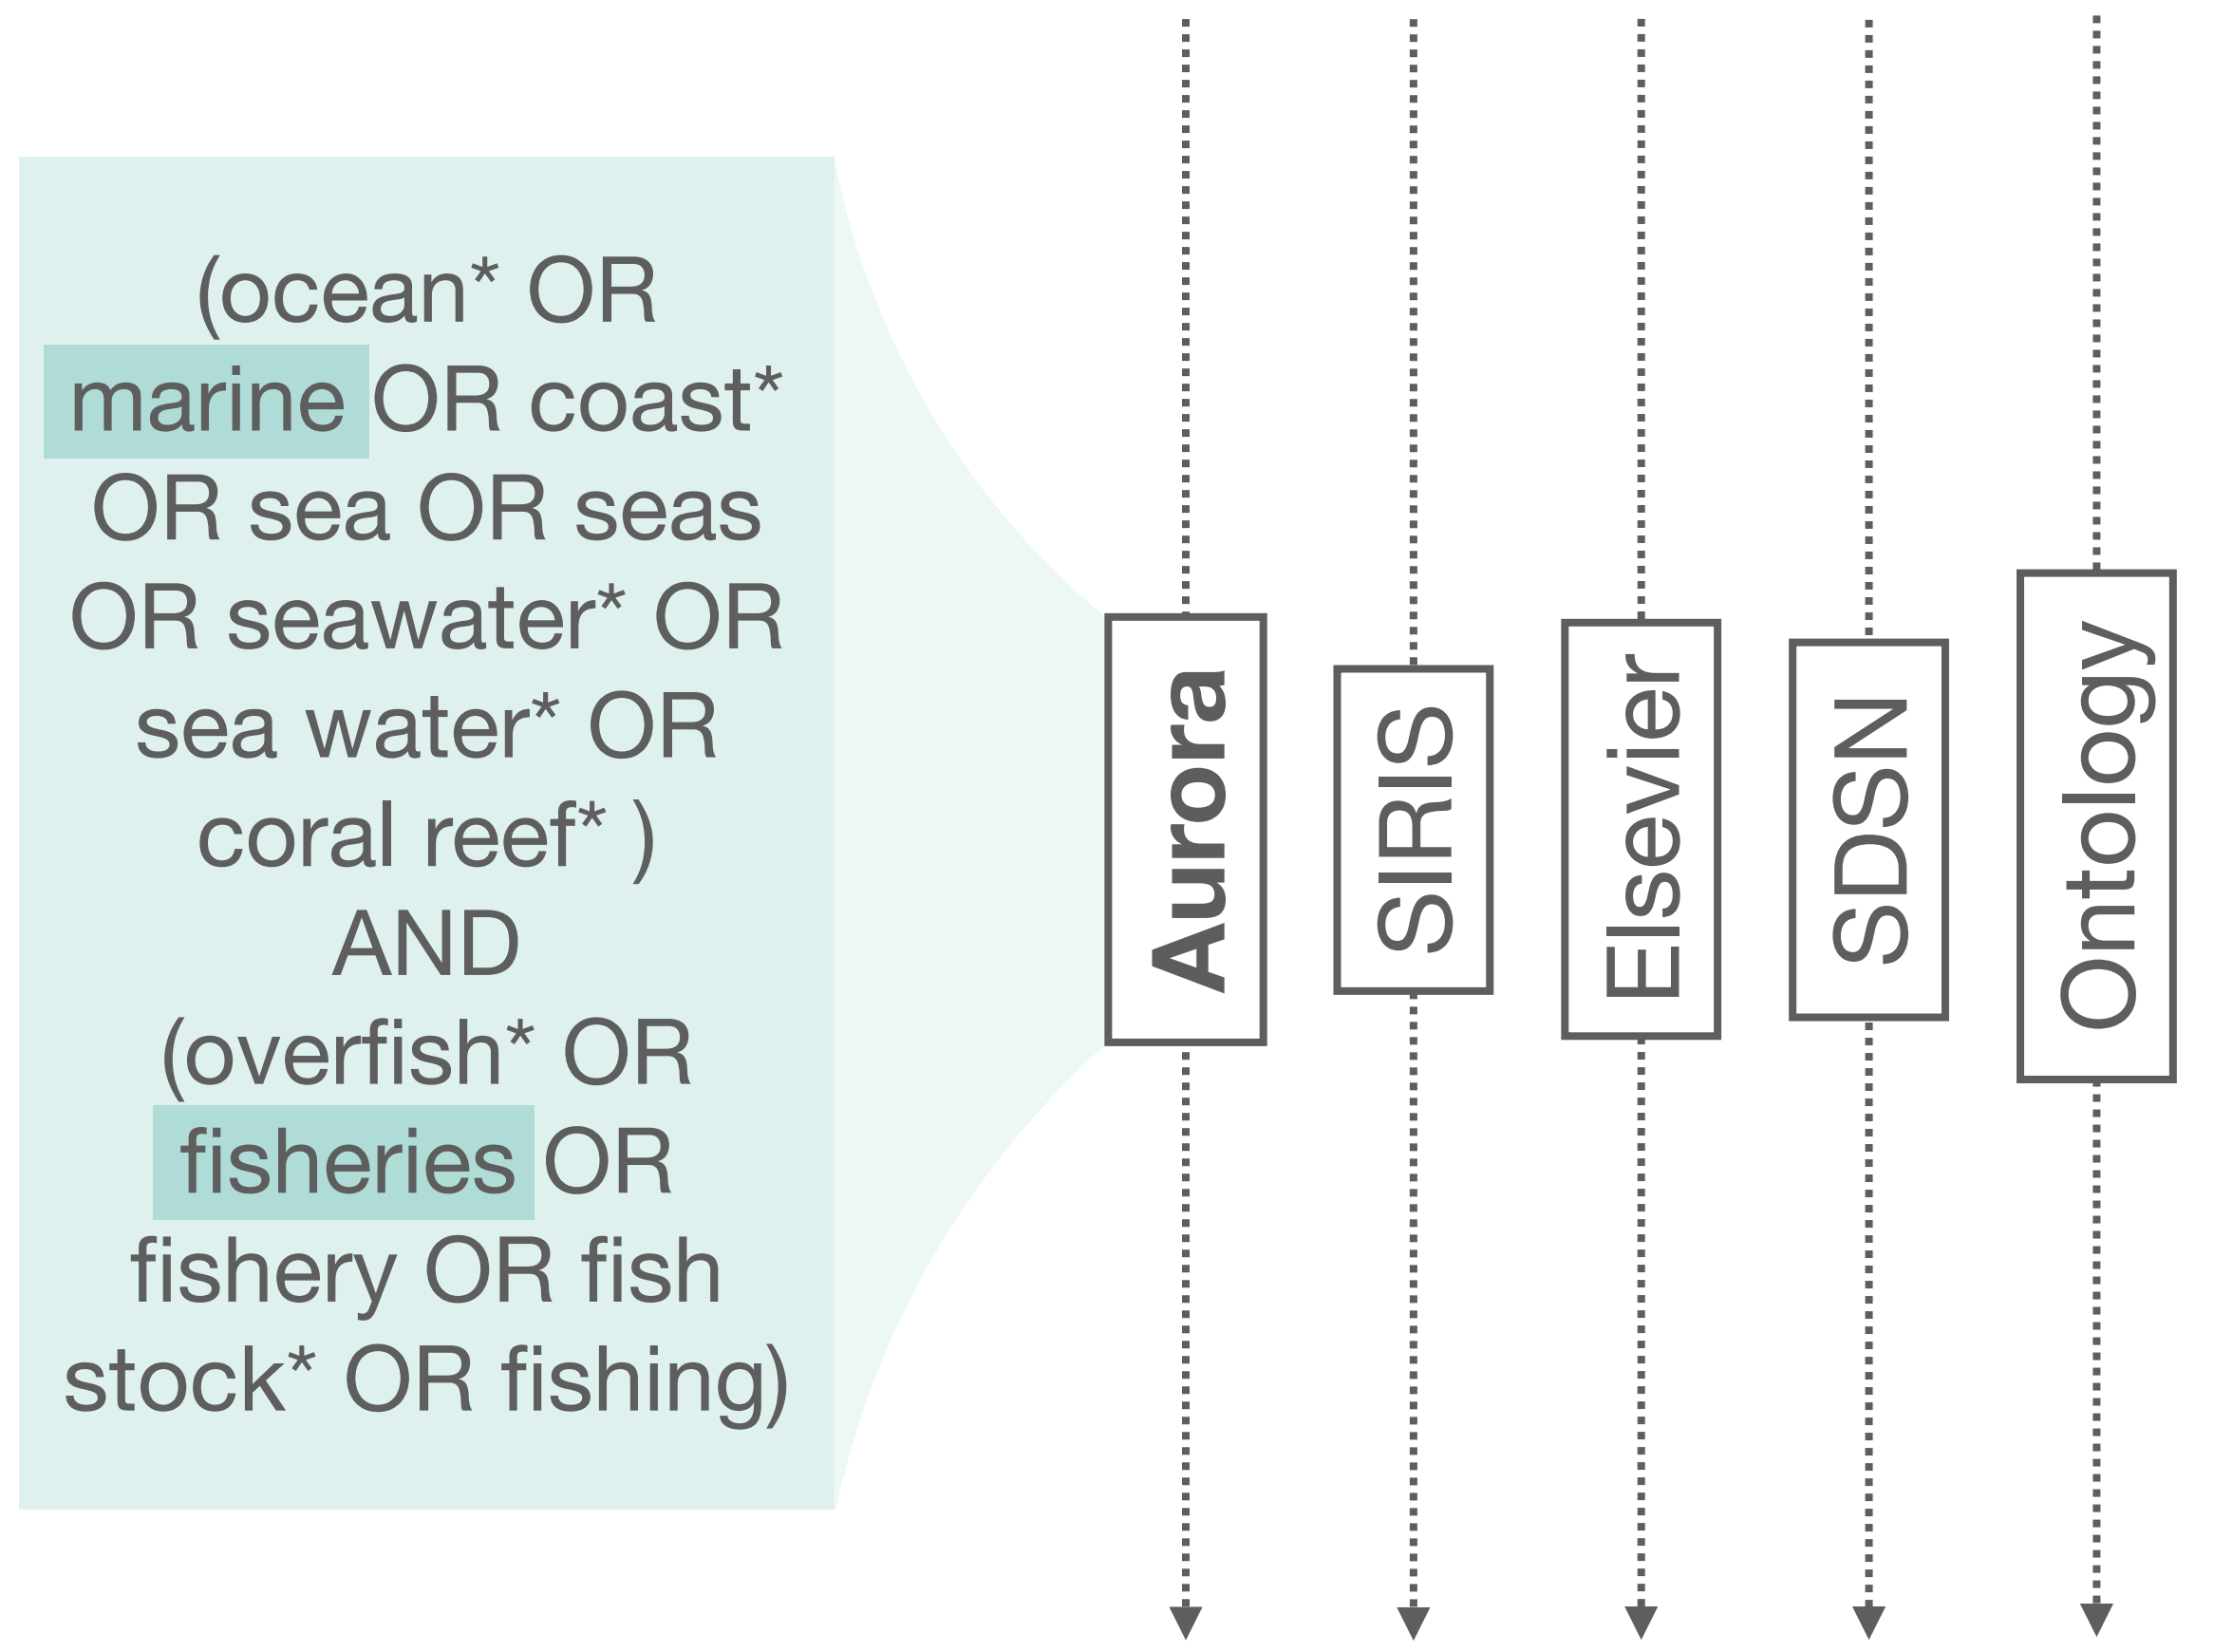 (ocean* OR
marine OR coast*
OR sea OR seas
OR seawater* OR
sea water* OR
coral reef* )
AND
(overfish* OR
fisheries OR
fishery OR fish
stock* OR fishing)
Aurora
SIRIS
Elsevier
SDSN
Ontology